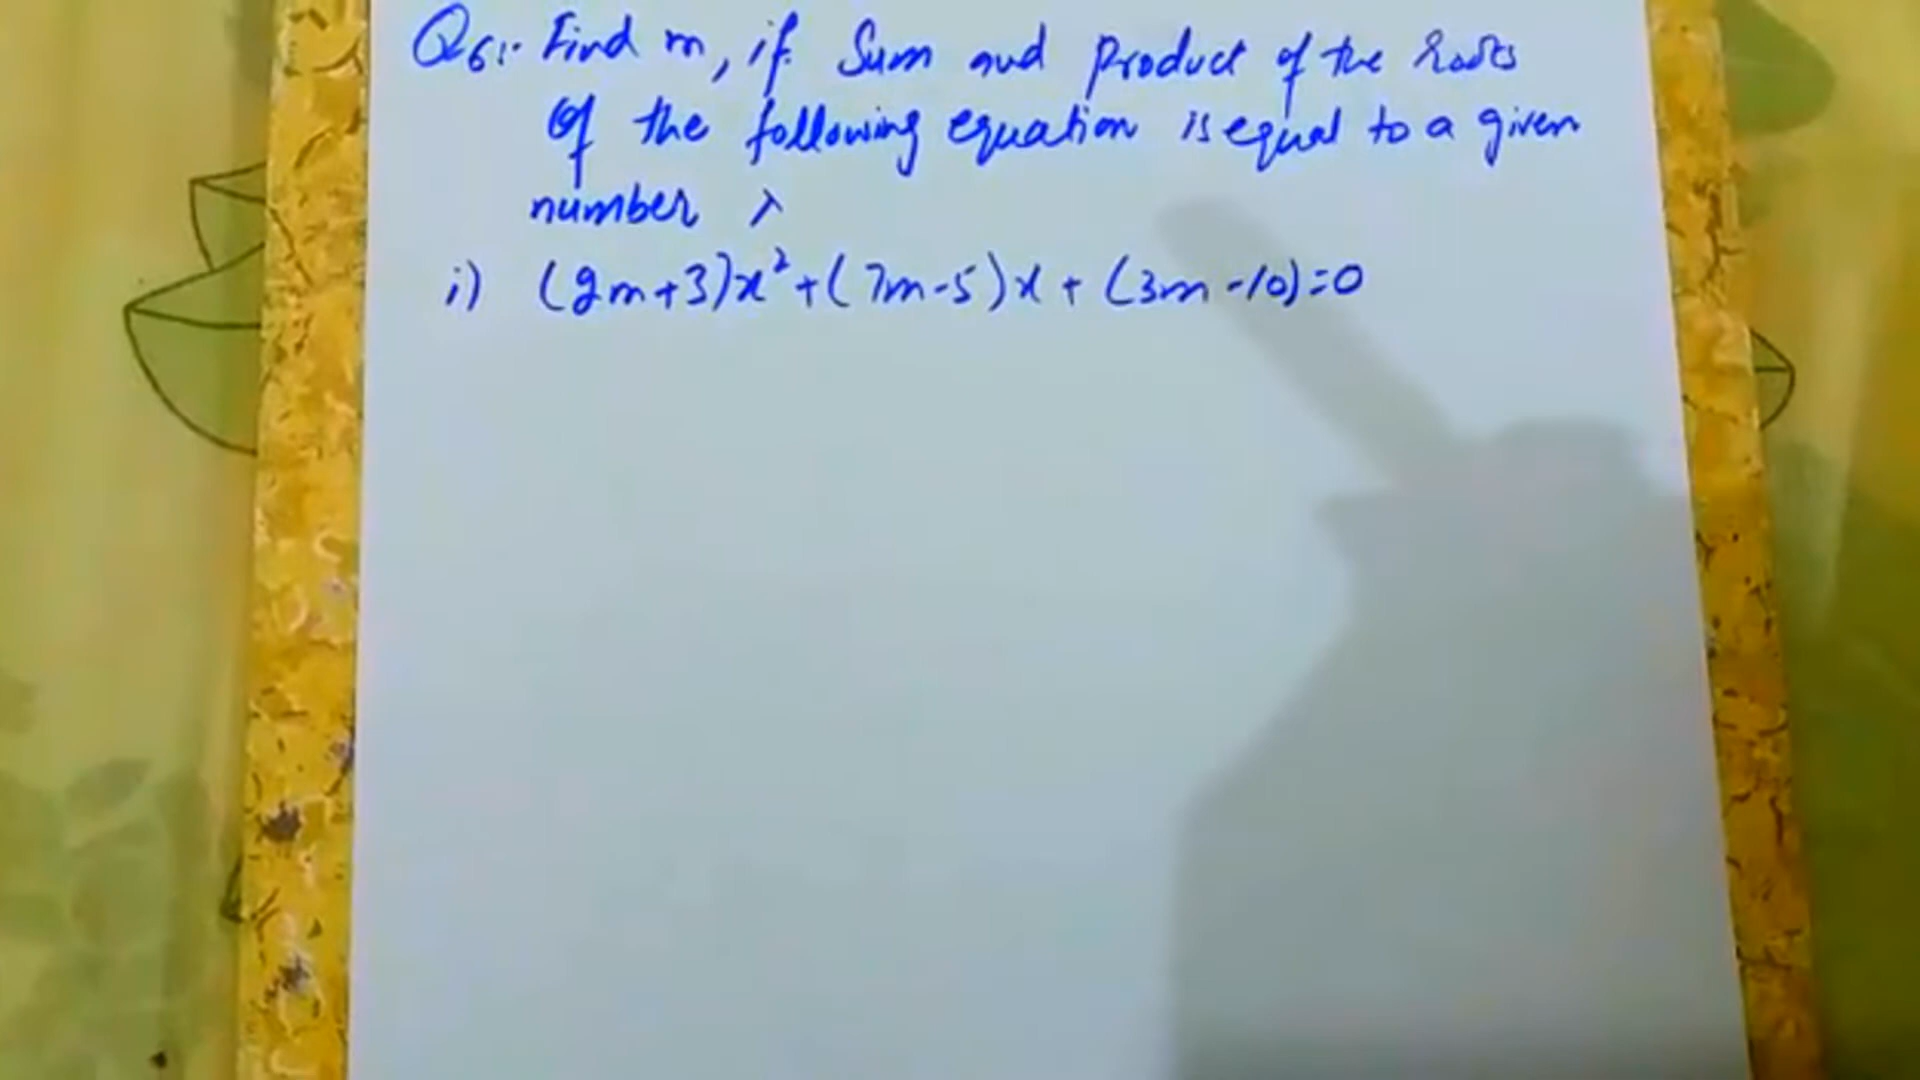 Q6:- Find m, if Sum and Product of the Roots
Of the following equation is equal to a given
number λ
i) (2m+3)x²+(7m-5)x+(3m-10)=0